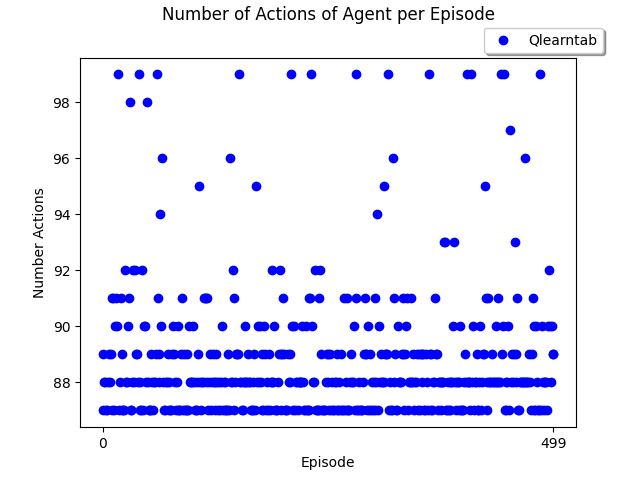 Number of Actions of Agent per Episode
Qlearntab
98
96
94
92
90
88
Number Actions
0
499
Episode